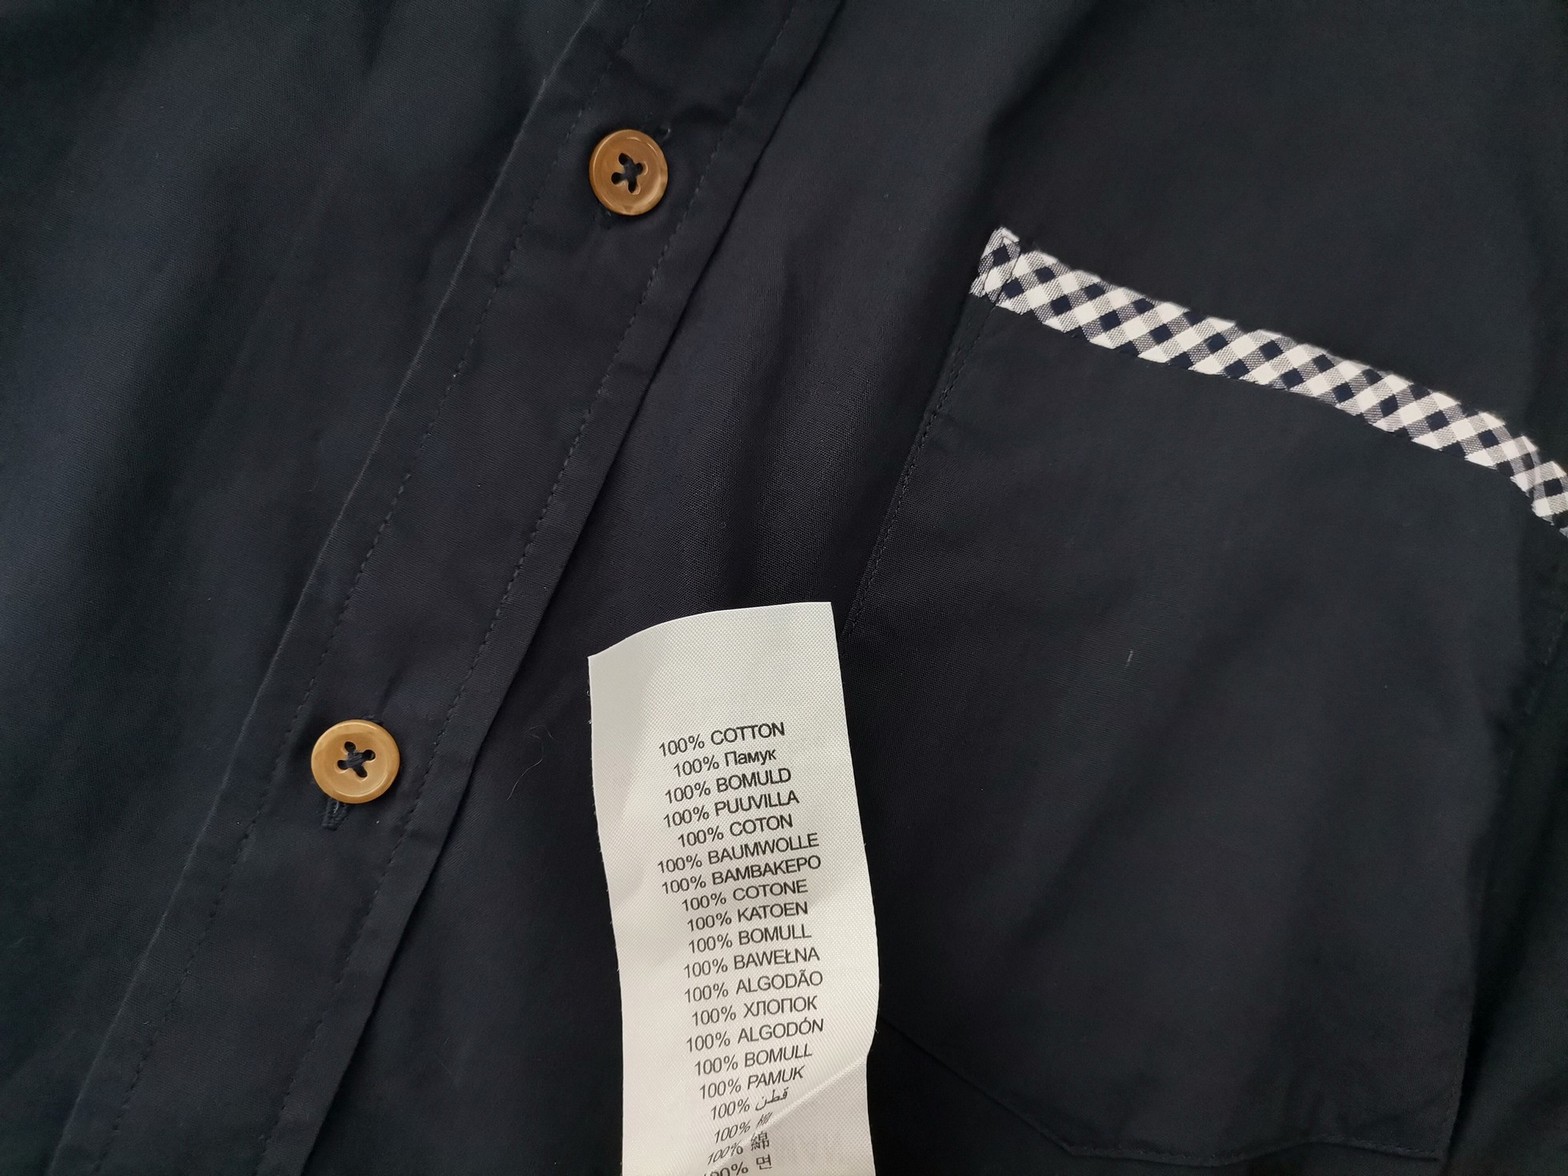 100% COTTON
100% Памук
100% BOMULD
100% PUUVILLA
100% COTON
100% BAUMWOLLE
100% ΒΑΜΒΑΚΕΡΟ
100% COTONE
100% KATOEN
100% BOMULL
100% BAWEŁNA
100% ALGODÃO
100% ХЛОПОК
100% ALGODÓN
100% BOMULL
100% PAMUK
100% قطن
100% 綿
100% 면